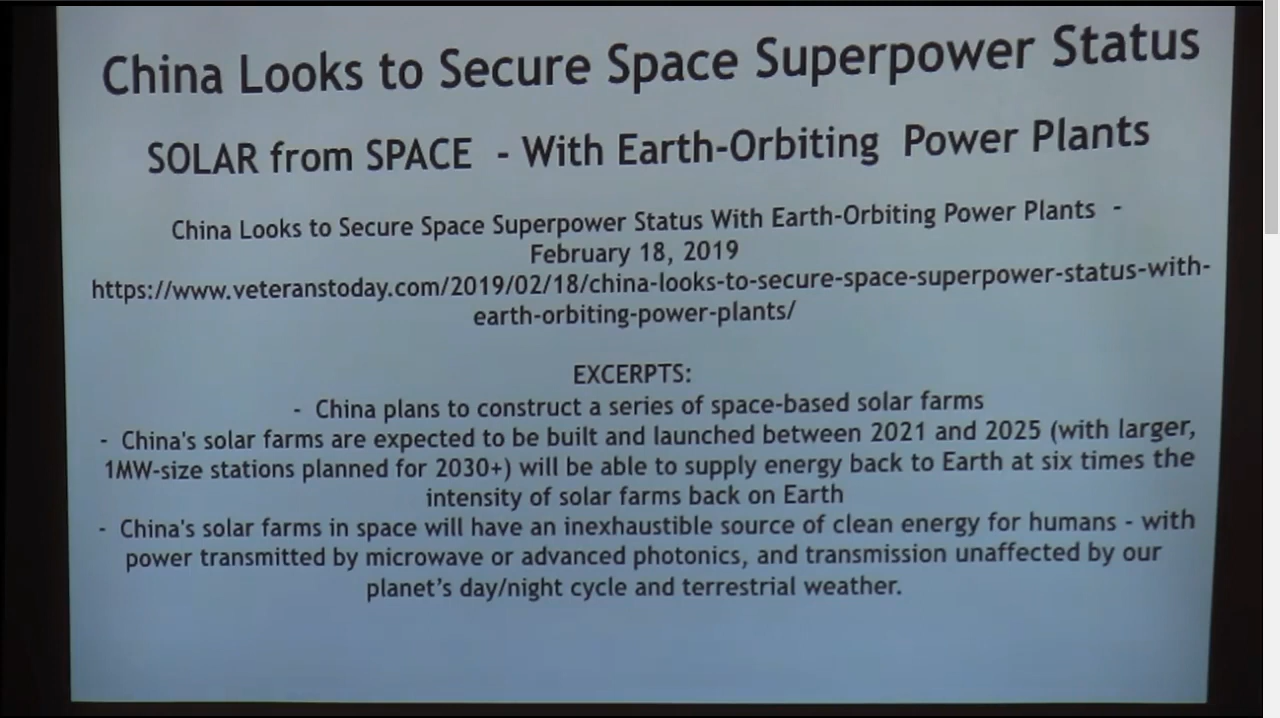 China Looks to Secure Space Superpower Status
SOLAR from SPACE - With Earth-Orbiting Power Plants
China Looks to Secure Space Superpower Status With Earth-Orbiting Power Plants -
February 18, 2019
https://www.veteranstoday.com/2019/02/18/china-looks-to-secure-space-superpower-status-with-
earth-orbiting-power-plants/
EXCERPTS:
- China plans to construct a series of space-based solar farms
- China's solar farms are expected to be built and launched between 2021 and 2025 (with larger,
1MW-size stations planned for 2030+) will be able to supply energy back to Earth at six times the
intensity of solar farms back on Earth
- China's solar farms in space will have an inexhaustible source of clean energy for humans - with
power transmitted by microwave or advanced photonics, and transmission unaffected by our
planet's day/night cycle and terrestrial weather.